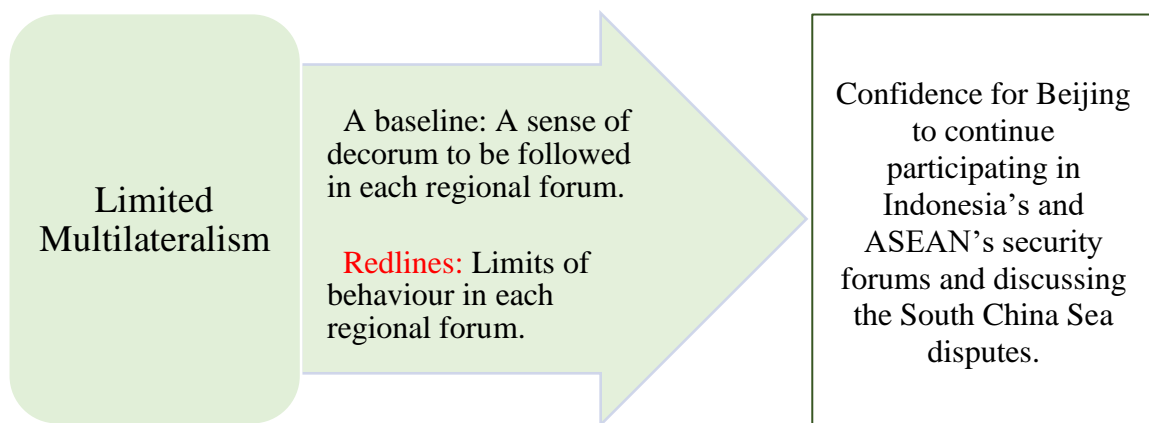 Limited
Multilateralism
A baseline: A sense of
decorum to be followed
in each regional forum.
Redlines: Limits of
behaviour in each
regional forum.
Confidence for Beijing
to continue
participating in
Indonesia’s and
ASEAN’s security
forums and discussing
the South China Sea
disputes.